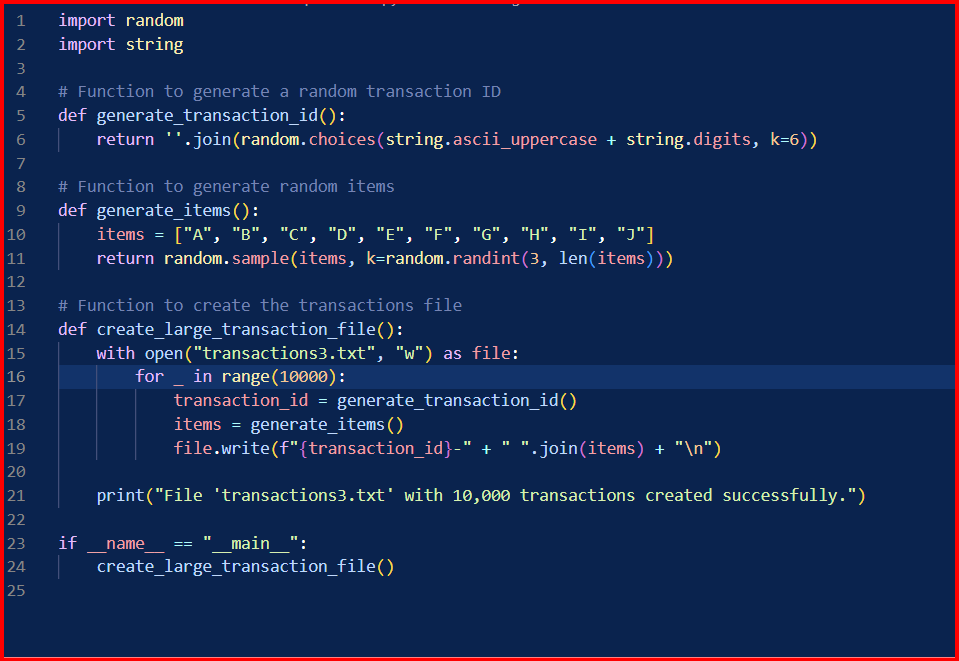 1 import random
2 import string
3
4 # Function to generate a random transaction ID
5 def generate_transaction_id():
6     return ''.join(random.choices(string.ascii_uppercase + string.digits, k=6))
7
8 # Function to generate random items
9 def generate_items():
10     items = ["A", "B", "C", "D", "E", "F", "G", "H", "I", "J"]
11     return random.sample(items, k=random.randint(3, len(items)))
12
13 # Function to create the transactions file
14 def create_large_transaction_file():
15     with open("transactions3.txt", "w") as file:
16         for _ in range(10000):
17             transaction_id = generate_transaction_id()
18             items = generate_items()
19             file.write(f"{transaction_id}-" + " ".join(items) + "\n")
20
21     print("File 'transactions3.txt' with 10,000 transactions created successfully.")
22
23 if __name__ == "__main__":
24     create_large_transaction_file()
25